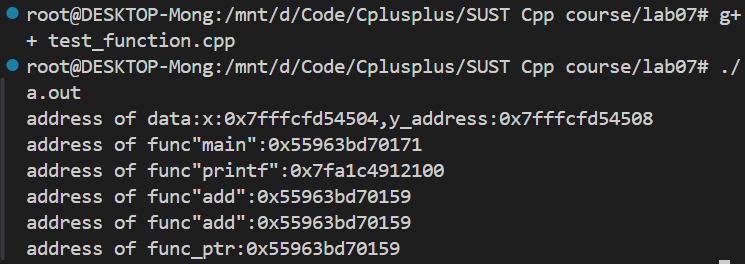 root@DESKTOP-Mong:/mnt/d/Code/Cplusplus/SUST Cpp course/lab07# g+
+ test_function.cpp
root@DESKTOP-Mong:/mnt/d/Code/Cplusplus/SUST Cpp course/lab07# ./
a.out
address of data:x:0x7fffcfd54504,y_address:0x7fffcfd54508
address of func"main":0x55963bd70171
address of func"printf":0x7fa1c4912100
address of func"add":0x55963bd70159
address of func"add":0x55963bd70159
address of func_ptr:0x55963bd70159